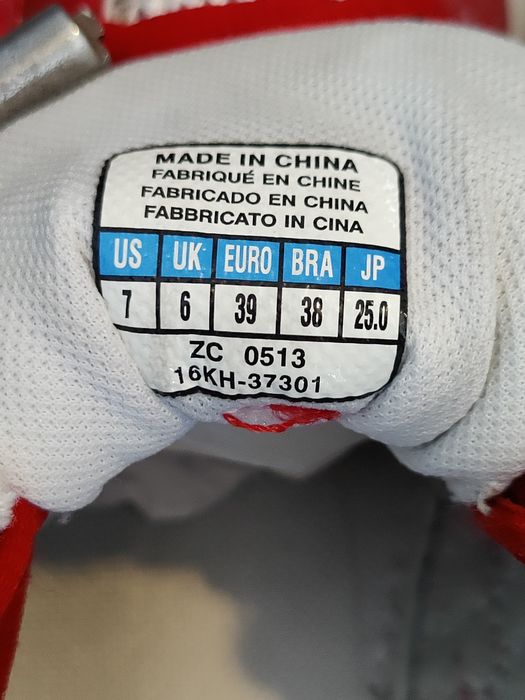 MADE IN CHINA
FABRIQUÉ EN CHINE
FABRICADO EN CHINA
FABBRICATO IN CINA
US UK EURO BRA JP
7 6 39 38 25.0
ZC 0513
16KH-37301